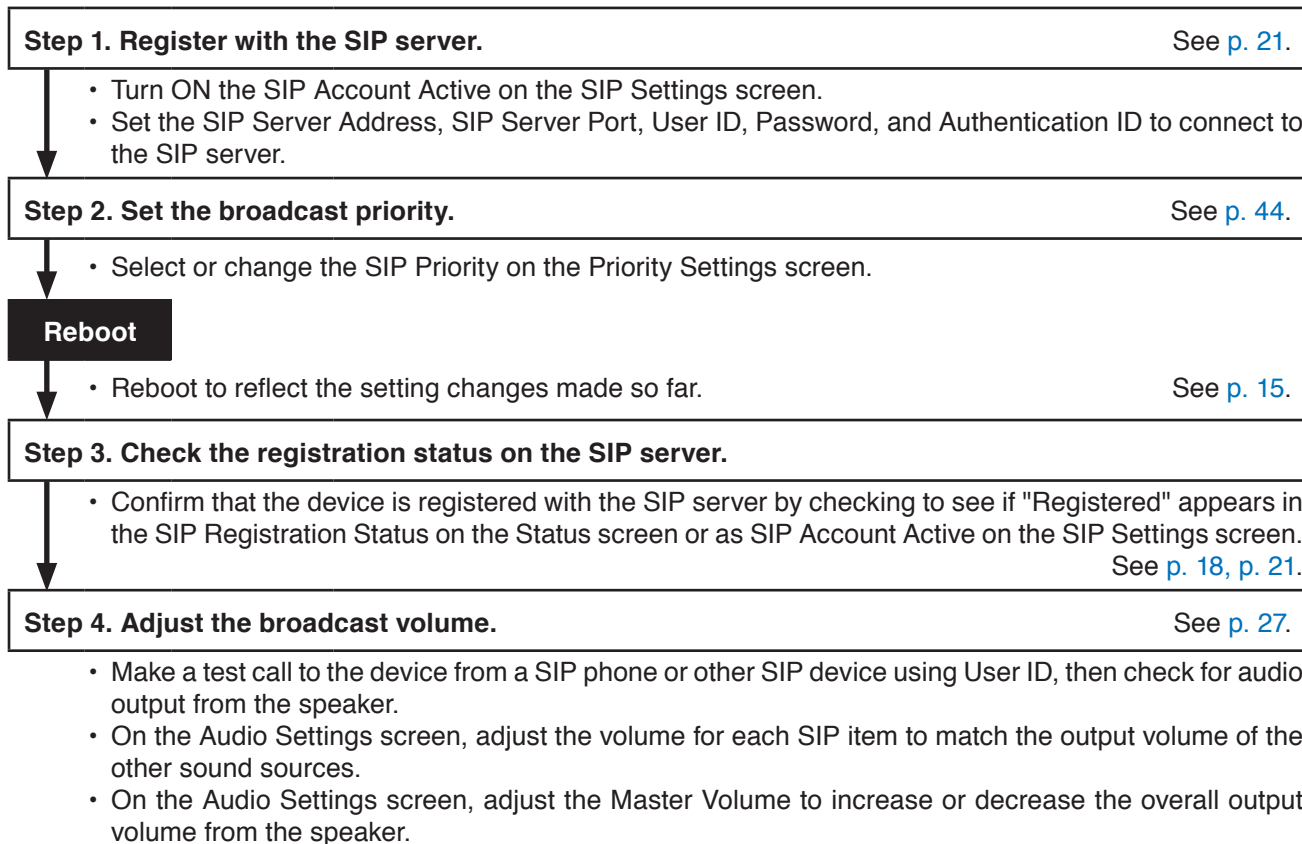 Step 1. Register with the SIP server. See p. 21.
• Turn ON the SIP Account Active on the SIP Settings screen.
• Set the SIP Server Address, SIP Server Port, User ID, Password, and Authentication ID to connect to
the SIP server.
Step 2. Set the broadcast priority. See p. 44.
• Select or change the SIP Priority on the Priority Settings screen.
Reboot
• Reboot to reflect the setting changes made so far. See p. 15.
Step 3. Check the registration status on the SIP server.
• Confirm that the device is registered with the SIP server by checking to see if "Registered" appears in
the SIP Registration Status on the Status screen or as SIP Account Active on the SIP Settings screen.
See p. 18, p. 21.
Step 4. Adjust the broadcast volume. See p. 27.
• Make a test call to the device from a SIP phone or other SIP device using User ID, then check for audio
output from the speaker.
• On the Audio Settings screen, adjust the volume for each SIP item to match the output volume of the
other sound sources.
• On the Audio Settings screen, adjust the Master Volume to increase or decrease the overall output
volume from the speaker.